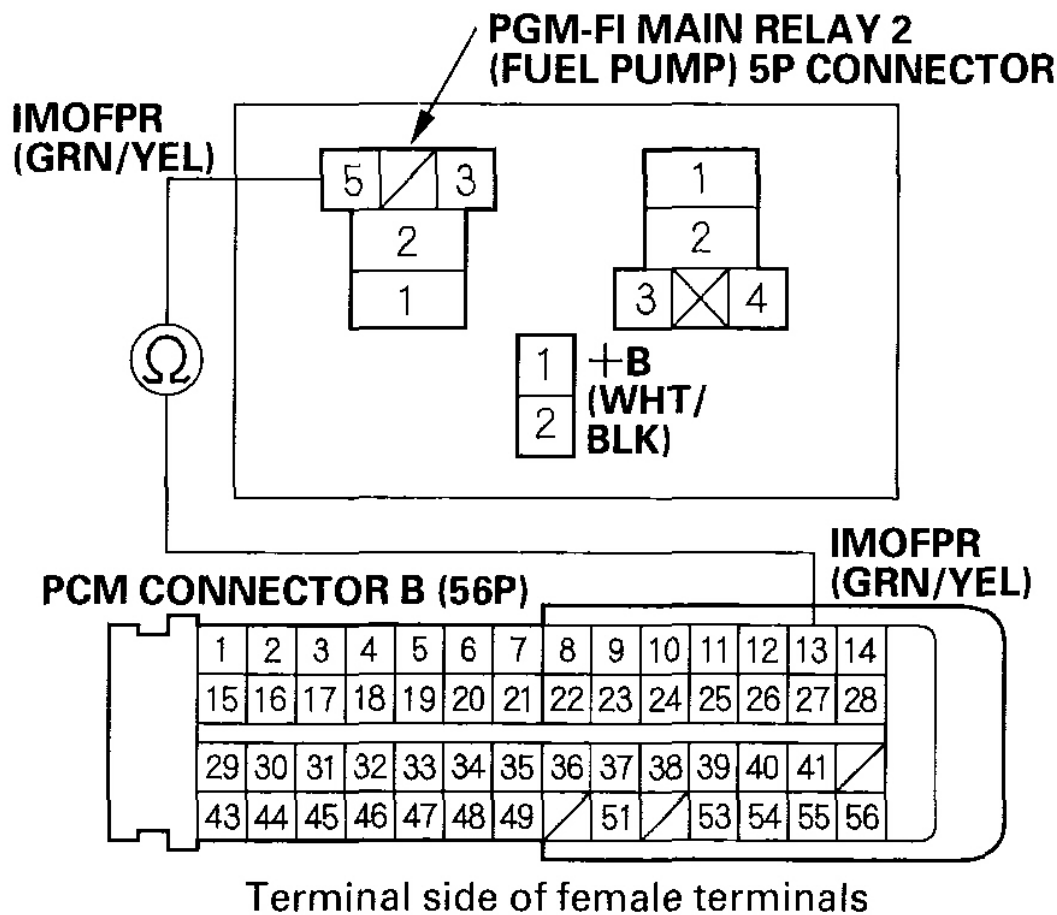 PGM-FI MAIN RELAY 2
(FUEL PUMP) 5P CONNECTOR
IMOFPR
(GRN/YEL)
5 3
2
1
1
2
3 4
1
2
+B
(WHT/
BLK)
Ω
IMOFPR
(GRN/YEL)
PCM CONNECTOR B (56P)
1 2 3 4 5 6 7 8 9 10 11 12 13 14
15 16 17 18 19 20 21 22 23 24 25 26 27 28
29 30 31 32 33 34 35 36 37 38 39 40 41
43 44 45 46 47 48 49 51 53 54 55 56
Terminal side of female terminals